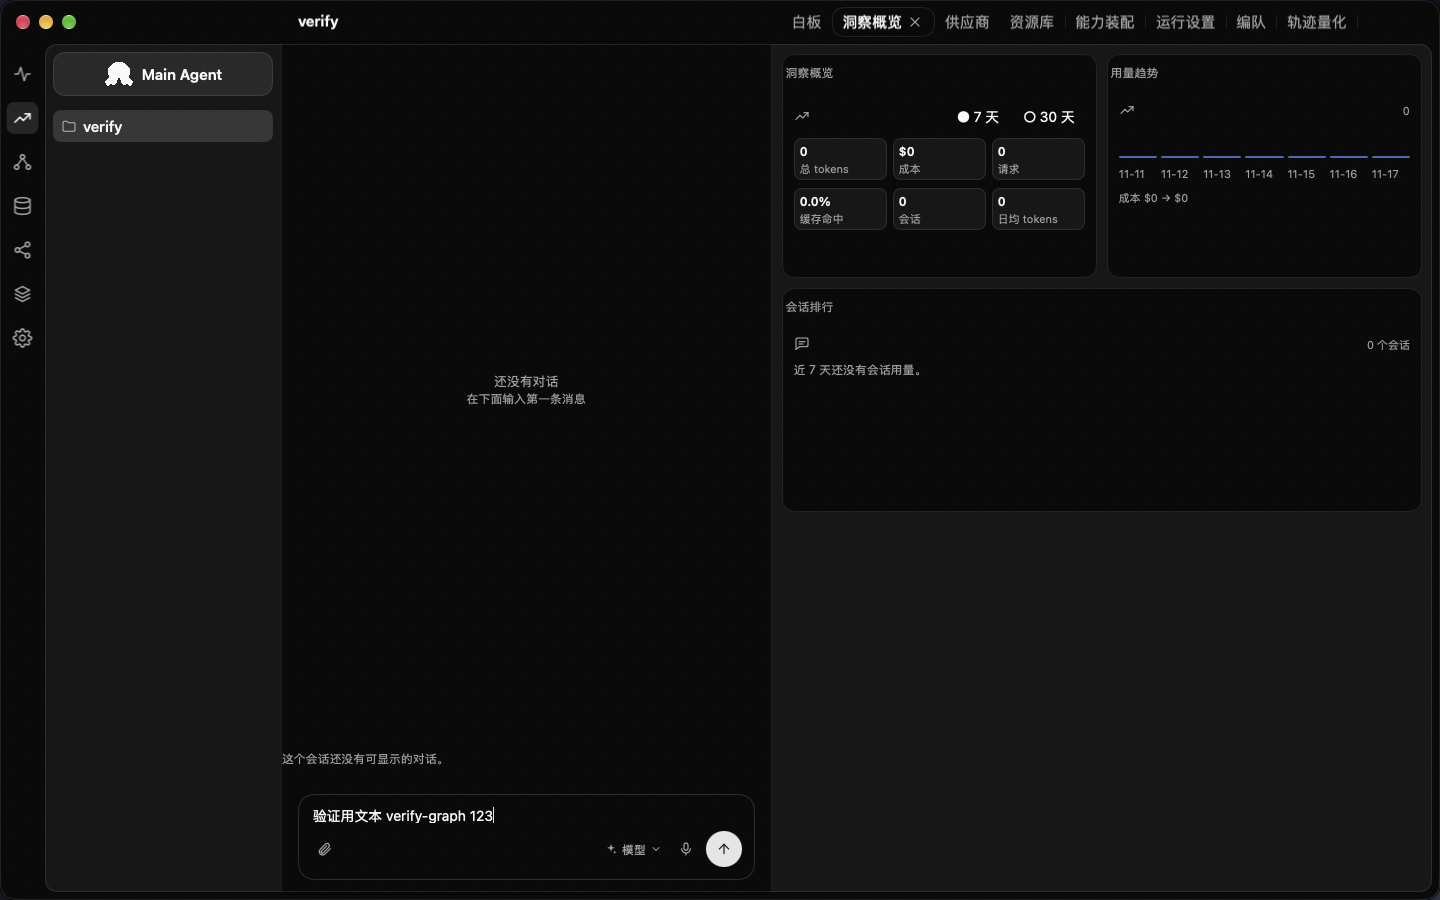 verify
白板 洞察概览 供应商 资源库 能力装配 运行设置 编队 轨迹量化
Main Agent
verify
还没有对话
在下面输入第一条消息
这个会话还没有可显示的对话。
验证用文本 verify-graph 123
模型
洞察概览
7 天 30 天
0 $0 0
总 tokens 成本 请求
0.0% 0 0
缓存命中 会话 日均 tokens
用量趋势
0
11-11 11-12 11-13 11-14 11-15 11-16 11-17
成本 $0 → $0
会话排行
0 个会话
近 7 天还没有会话用量。